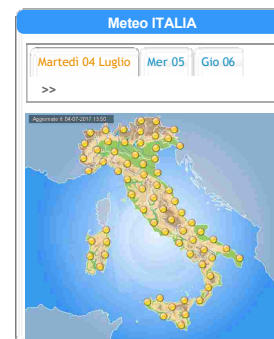 Meteo ITALIA
Martedì 04 Luglio Mer 05 Gio 06
>>
Aggiornato il: 04-07-2017 13:50